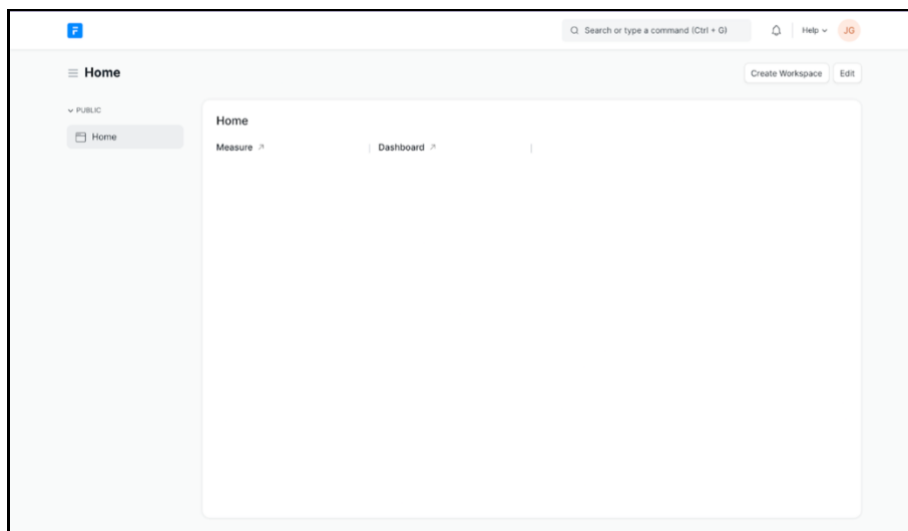 Search or type a command (Ctrl + G)
Help
JG
Home
Create Workspace
Edit
PUBLIC
Home
Home
Measure
Dashboard